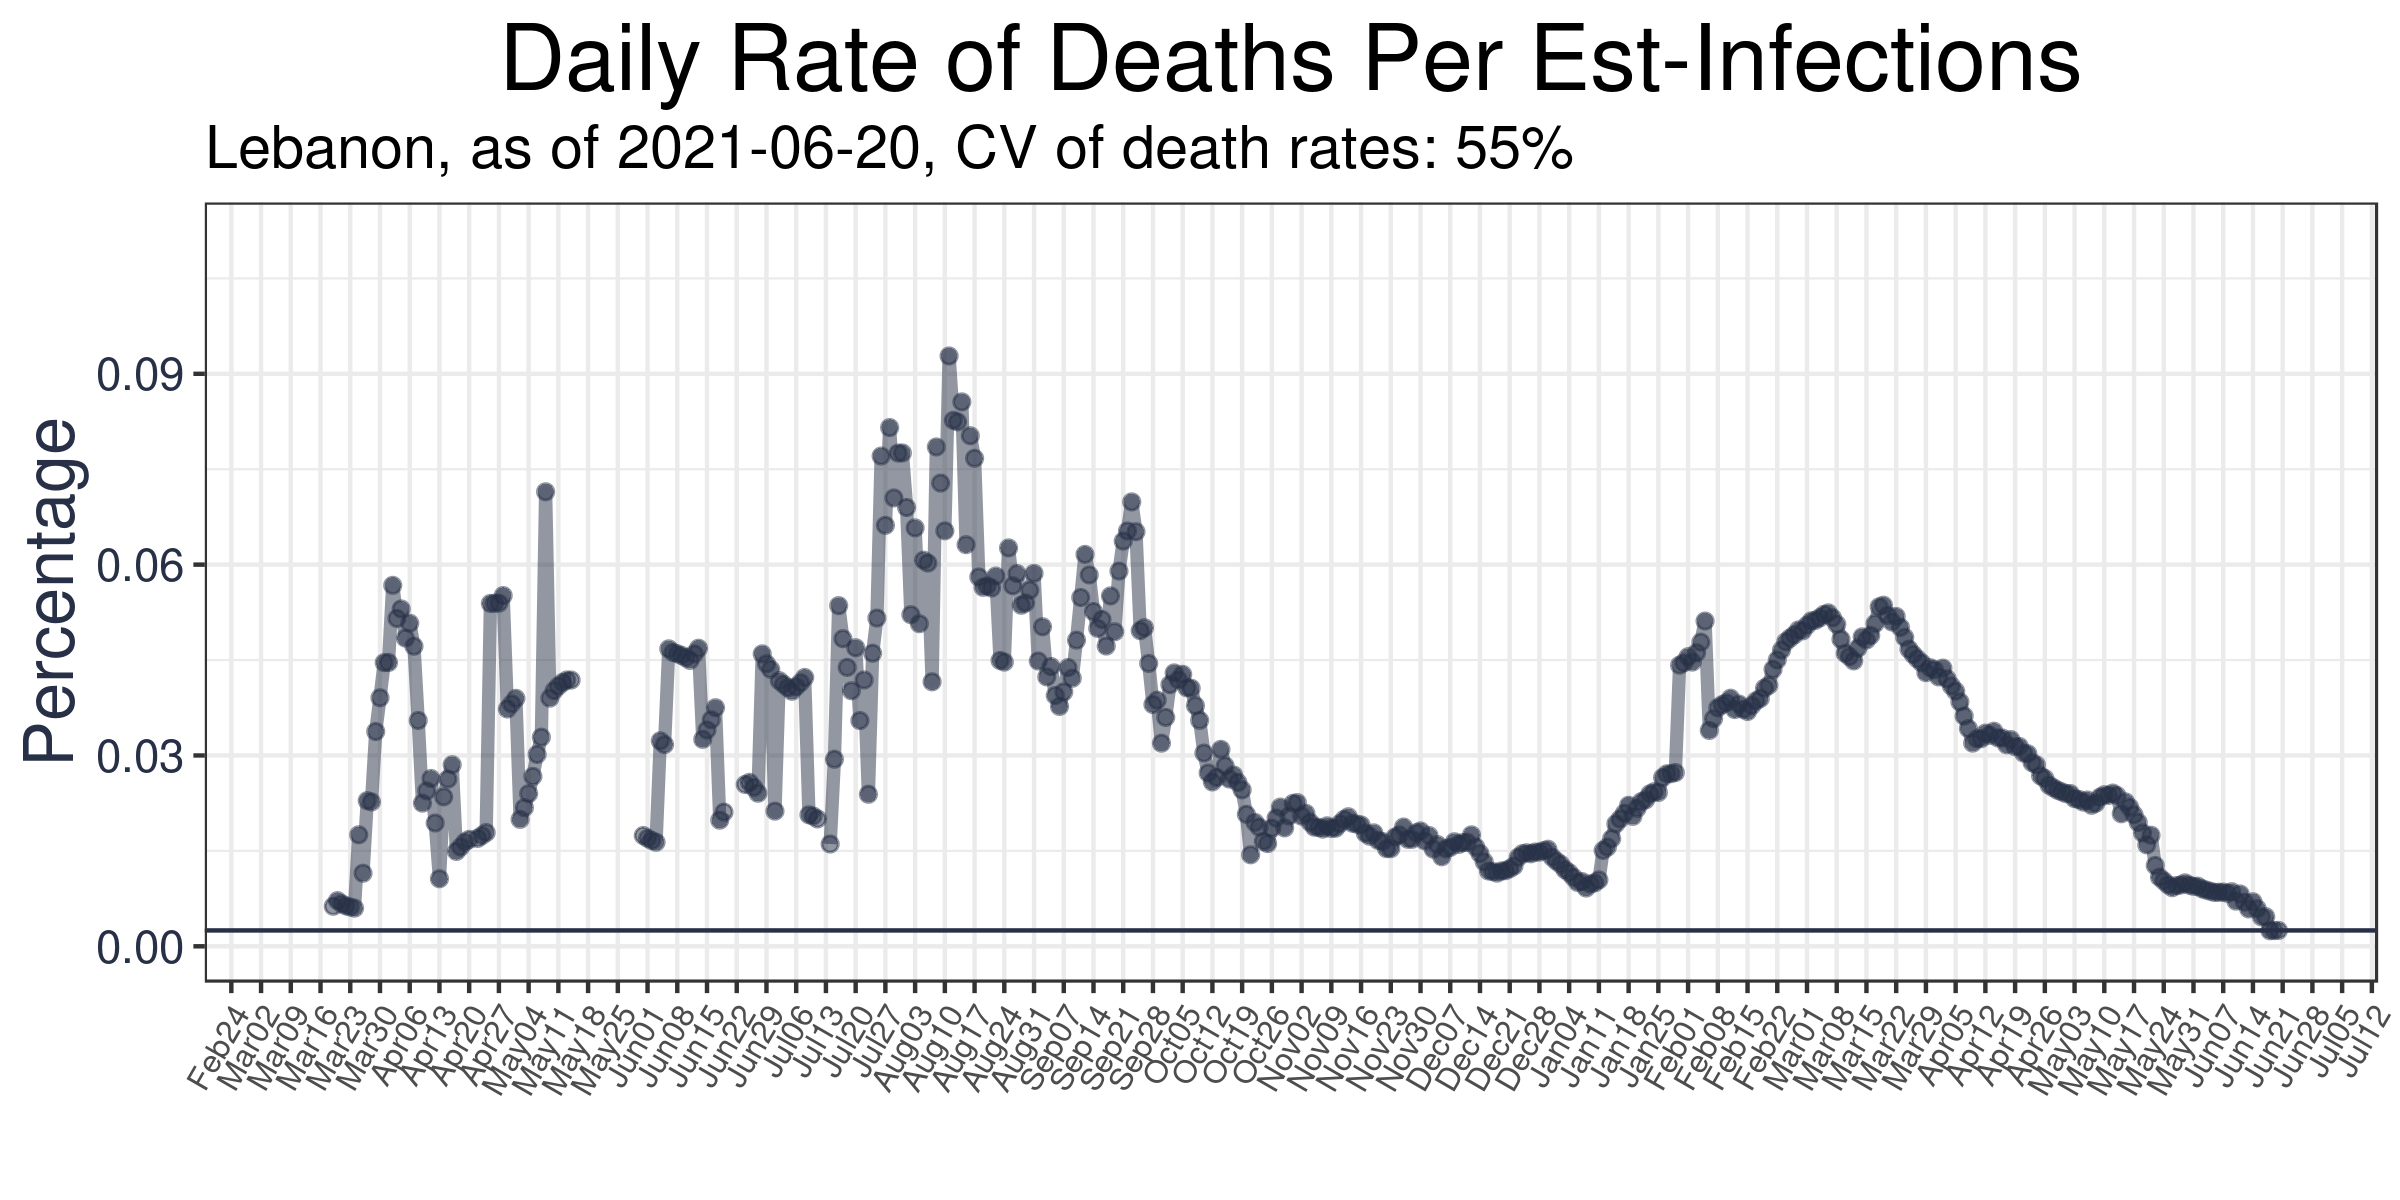 Daily Rate of Deaths Per Est-Infections
Lebanon, as of 2021-06-20, CV of death rates: 55%
Percentage
0.09
0.06
0.03
0.00
Feb24
Mar02
Mar09
Mar16
Mar23
Mar30
Apr06
Apr13
Apr20
Apr27
May04
May11
May18
May25
Jun01
Jun08
Jun15
Jun22
Jun29
Jul06
Jul13
Jul20
Jul27
Aug03
Aug10
Aug17
Aug24
Aug31
Sep07
Sep14
Sep21
Sep28
Oct05
Oct12
Oct19
Oct26
Nov02
Nov09
Nov16
Nov23
Nov30
Dec07
Dec14
Dec21
Dec28
Jan04
Jan11
Jan18
Jan25
Feb01
Feb08
Feb15
Feb22
Mar01
Mar08
Mar15
Mar22
Mar29
Apr05
Apr12
Apr19
Apr26
May03
May10
May17
May24
May31
Jun07
Jun14
Jun21
Jun28
Jul05
Jul12